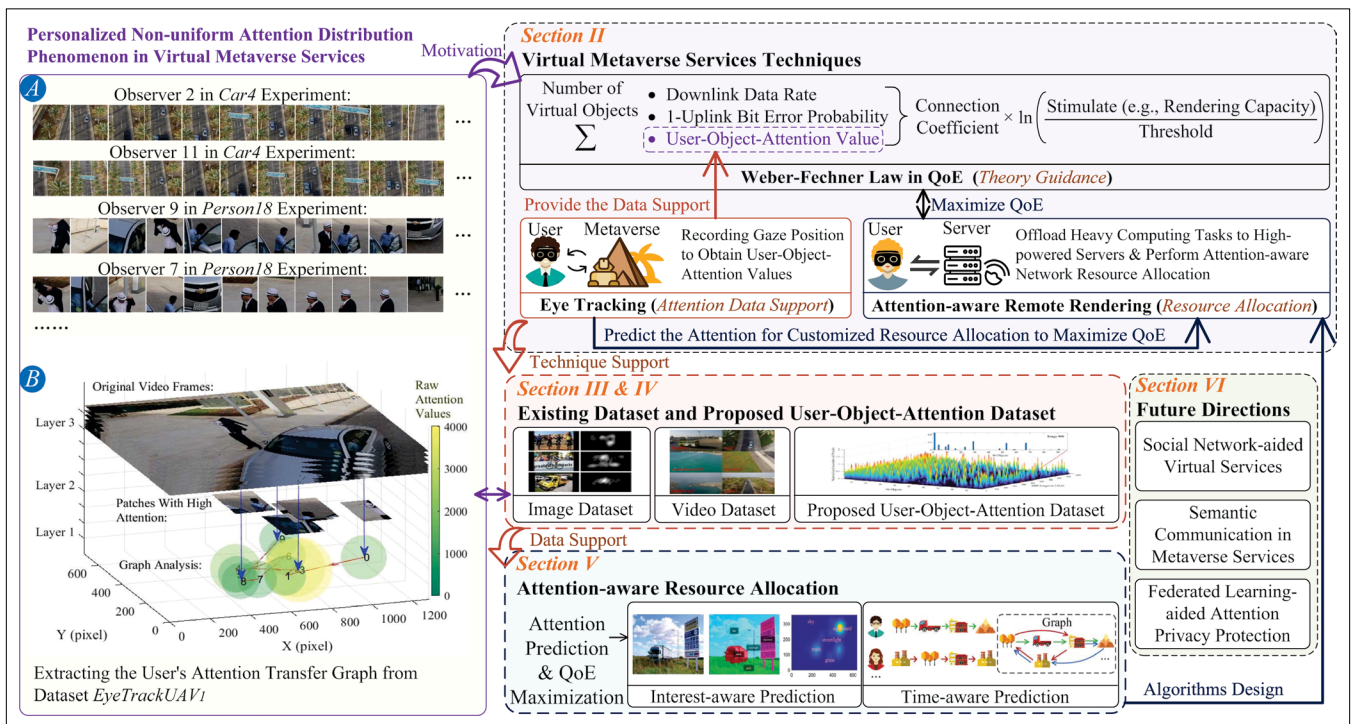 Personalized Non-uniform Attention Distribution
Phenomenon in Virtual Metaverse Services
Motivation
A
Observer 2 in Car4 Experiment:
...
Observer 11 in Car4 Experiment:
...
Observer 9 in Person18 Experiment:
...
Observer 7 in Person18 Experiment:
...
......
B
Original Video Frames:
Raw
Attention
Values
Layer 3
Layer 2
Layer 1
4000
3000
2000
1000
0
Patches With High
Attention:
Graph Analysis:
9
6
8
7
1
3
0
600
400
200
0
Y (pixel)
0
200
400
600
800
1000
1200
X (pixel)
Extracting the User's Attention Transfer Graph from
Dataset EyeTrackUAV1
Section II
Virtual Metaverse Services Techniques
Number of
Virtual Objects
∑
• Downlink Data Rate
• 1-Uplink Bit Error Probability
• User-Object-Attention Value
Connection
Coefficient
× ln
Stimulate (e.g., Rendering Capacity)
Threshold
Weber-Fechner Law in QoE (Theory Guidance)
Provide the Data Support
Maximize QoE
User
Metaverse
Recording Gaze Position
to Obtain User-Object-
Attention Values
Eye Tracking (Attention Data Support)
User
Server
Offload Heavy Computing Tasks to High-
powered Servers & Perform Attention-aware
Network Resource Allocation
Attention-aware Remote Rendering (Resource Allocation)
Predict the Attention for Customized Resource Allocation to Maximize QoE
Technique Support
Section III & IV
Existing Dataset and Proposed User-Object-Attention Dataset
Image Dataset
Video Dataset
Proposed User-Object-Attention Dataset
Data Support
Section V
Attention-aware Resource Allocation
Attention
Prediction
& QoE
Maximization
Interest-aware Prediction
Graph
...
...
Time-aware Prediction
Section VI
Future Directions
Social Network-aided
Virtual Services
Semantic
Communication in
Metaverse Services
Federated Learning-
aided Attention
Privacy Protection
Algorithms Design